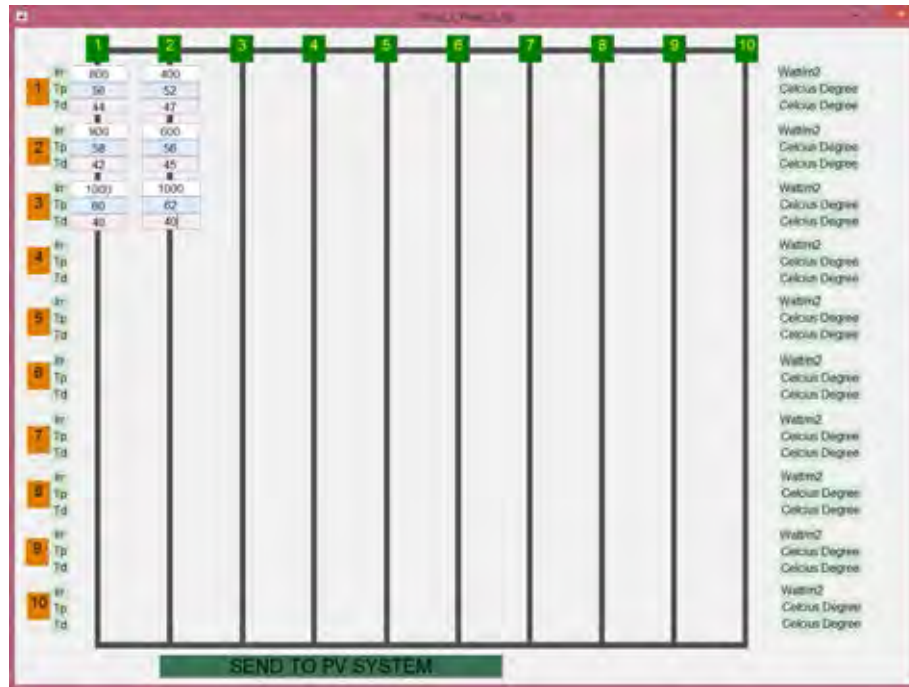 1 2 3 4 5 6 7 8 9 10
Irr 800 400 Watt/m2
1 Tp 52 Celcius Degree
Td 44 47 Celcius Degree
Irr 900 600 Watt/m2
2 Tp 58 56 Celcius Degree
Td 42 45 Celcius Degree
Irr 1000 1000 Watt/m2
3 Tp 60 62 Celcius Degree
Td 40 40 Celcius Degree
Irr Watt/m2
4 Tp Celcius Degree
Td Celcius Degree
Irr Watt/m2
5 Tp Celcius Degree
Td Celcius Degree
Irr Watt/m2
6 Tp Celcius Degree
Td Celcius Degree
Irr Watt/m2
7 Tp Celcius Degree
Td Celcius Degree
Irr Watt/m2
8 Tp Celcius Degree
Td Celcius Degree
Irr Watt/m2
9 Tp Celcius Degree
Td Celcius Degree
Irr Watt/m2
10 Tp Celcius Degree
Td Celcius Degree
SEND TO PV SYSTEM